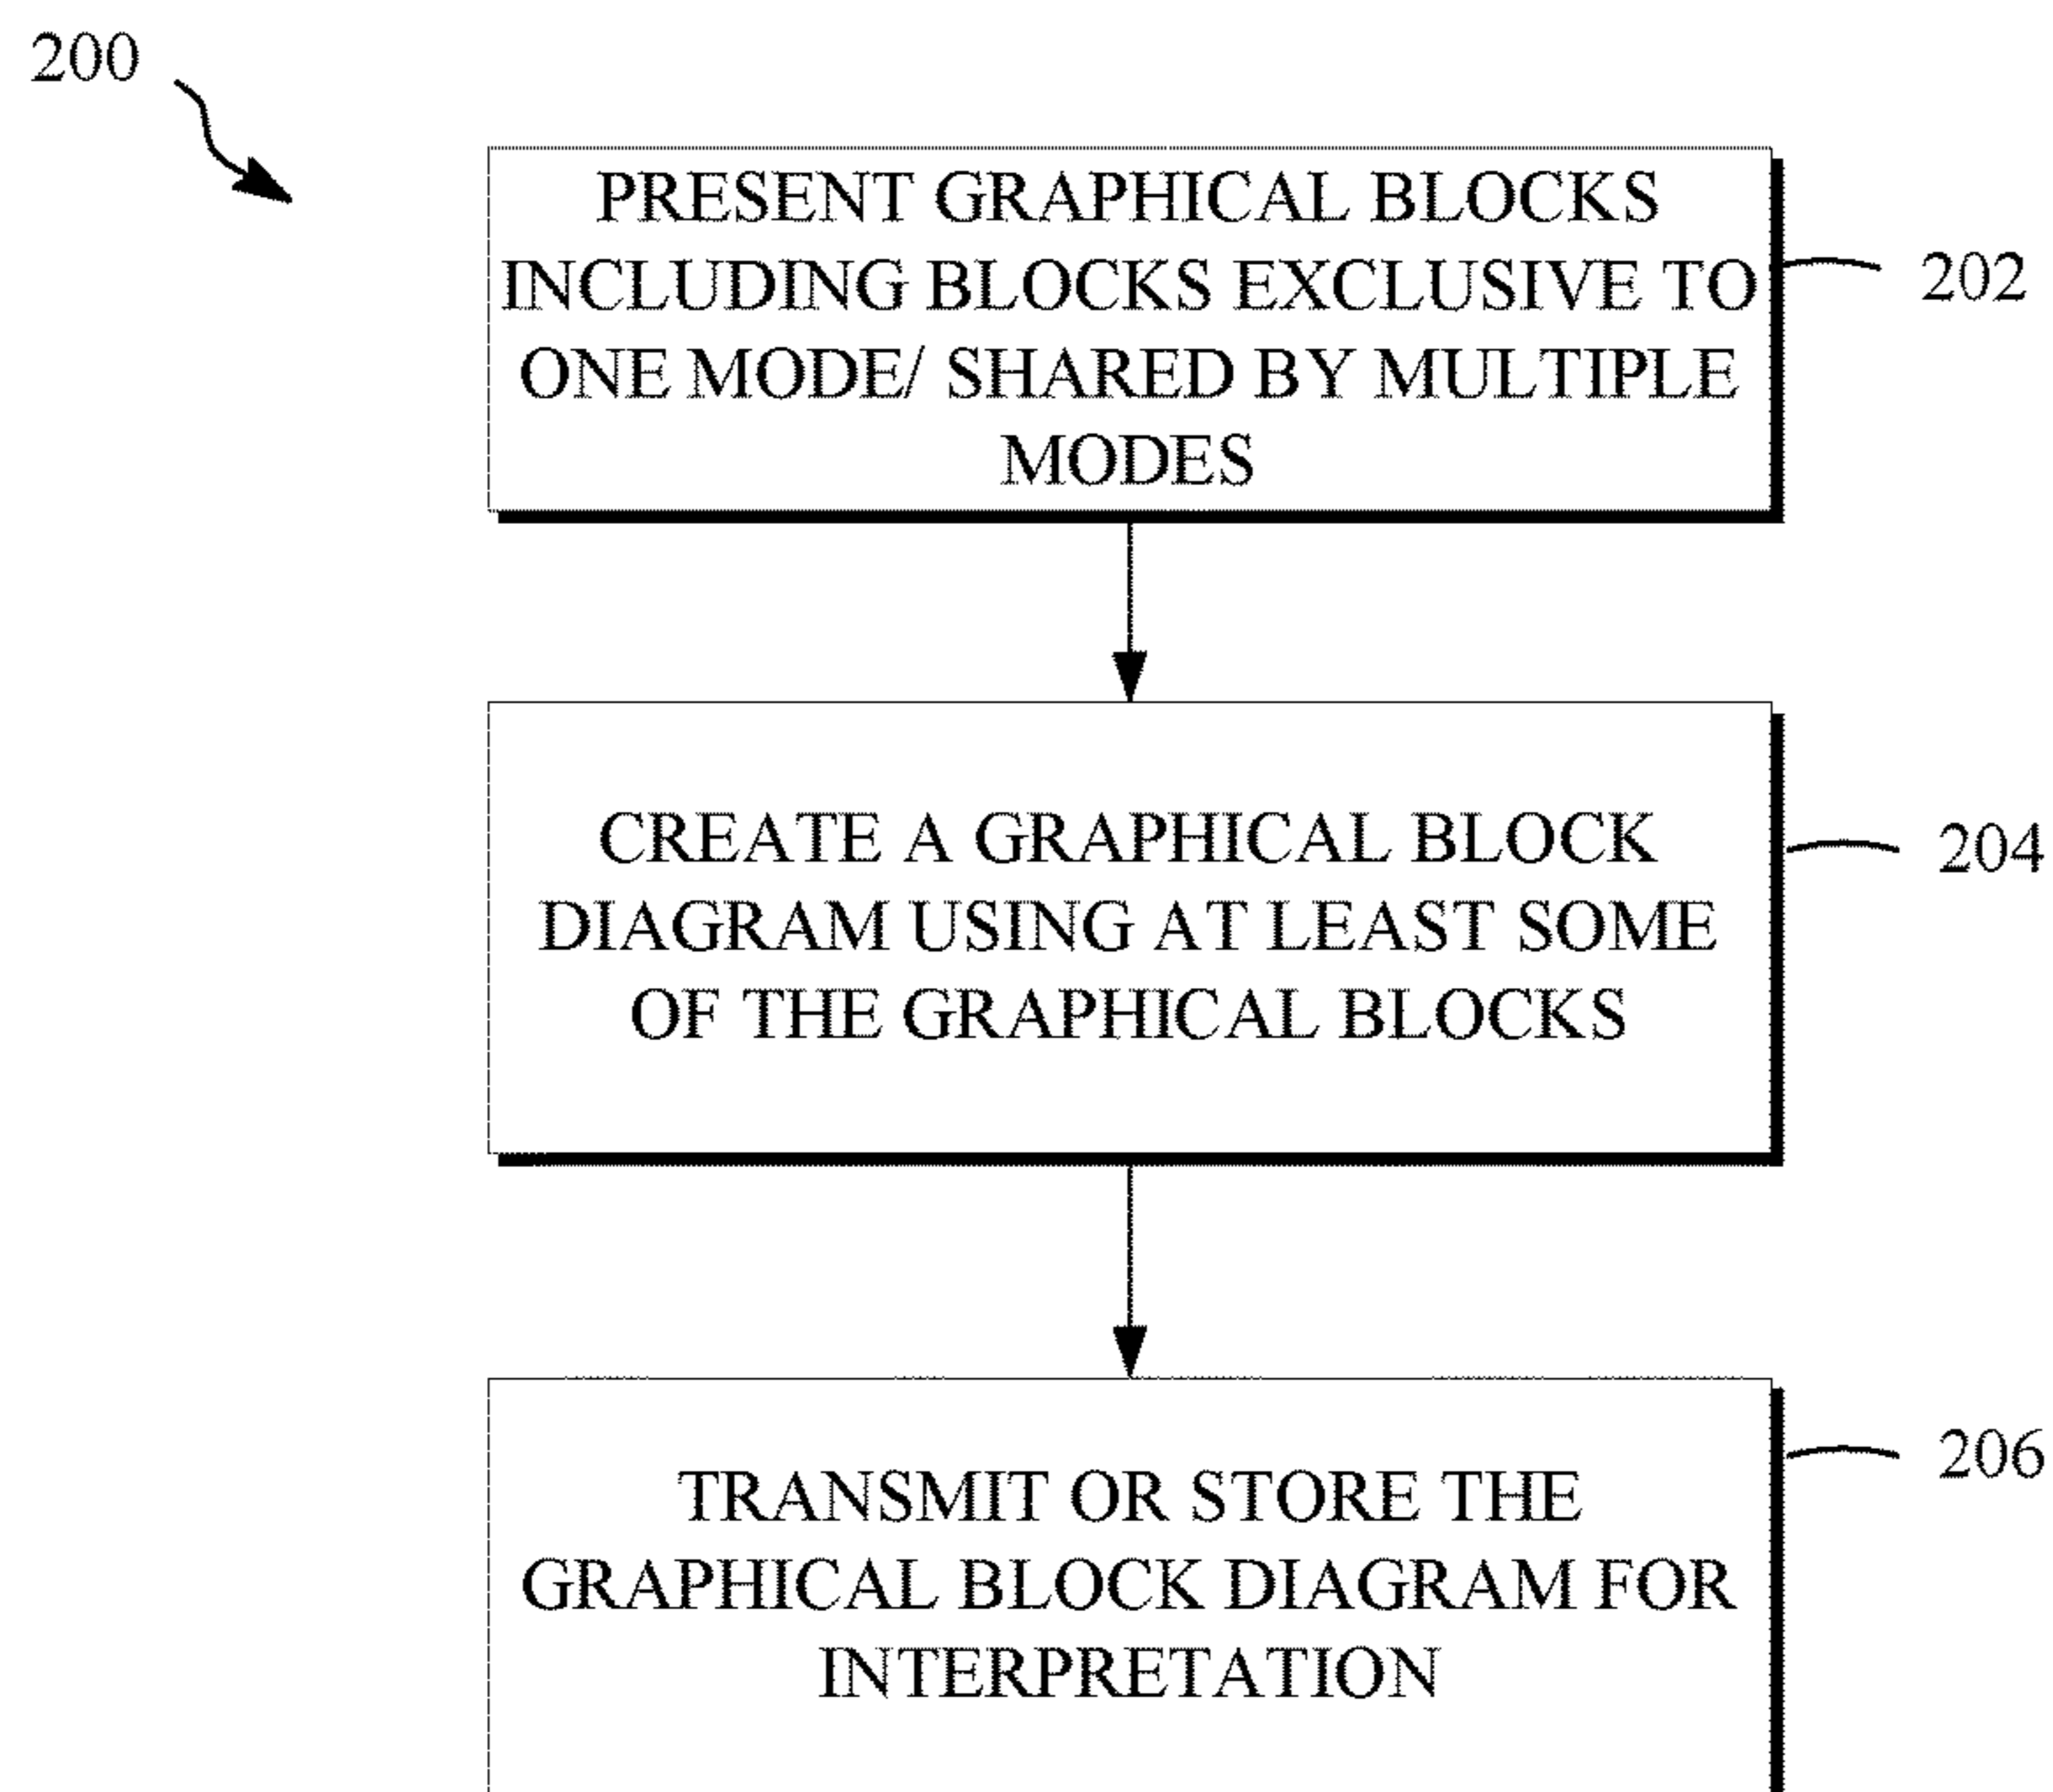 200
PRESENT GRAPHICAL BLOCKS
INCLUDING BLOCKS EXCLUSIVE TO
ONE MODE/ SHARED BY MULTIPLE
MODES
202
CREATE A GRAPHICAL BLOCK
DIAGRAM USING AT LEAST SOME
OF THE GRAPHICAL BLOCKS
204
TRANSMIT OR STORE THE
GRAPHICAL BLOCK DIAGRAM FOR
INTERPRETATION
206